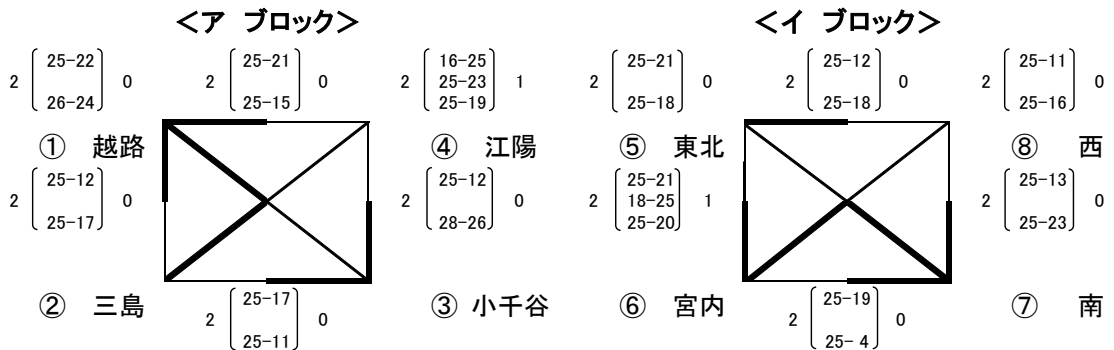 ＜ア ブロック＞ ＜イ ブロック＞
2 25-22 26-24 0
2 25-21 25-15 0
2 16-25 25-23 25-19 1
2 25-21 25-18 0
2 25-12 25-18 0
2 25-11 25-16 0
① 越路 ④ 江陽 ⑤ 東北 ⑧ 西
2 25-12 25-17 0
2 25-12 28-26 0
2 25-21 18-25 25-20 1
2 25-13 25-23 0
② 三島 ③ 小千谷 ⑥ 宮内 ⑦ 南
2 25-17 25-11 0
2 25-19 25- 4 0